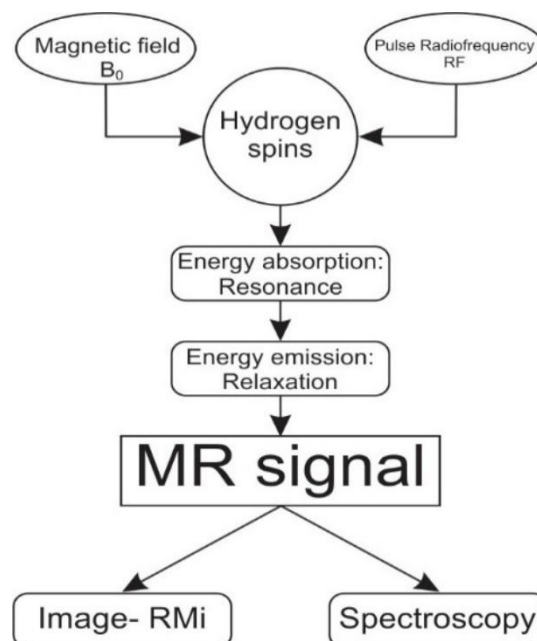 Magnetic field
B₀
Pulse Radiofrequency
RF
Hydrogen
spins
Energy absorption:
Resonance
Energy emission:
Relaxation
MR signal
Image- RMi
Spectroscopy